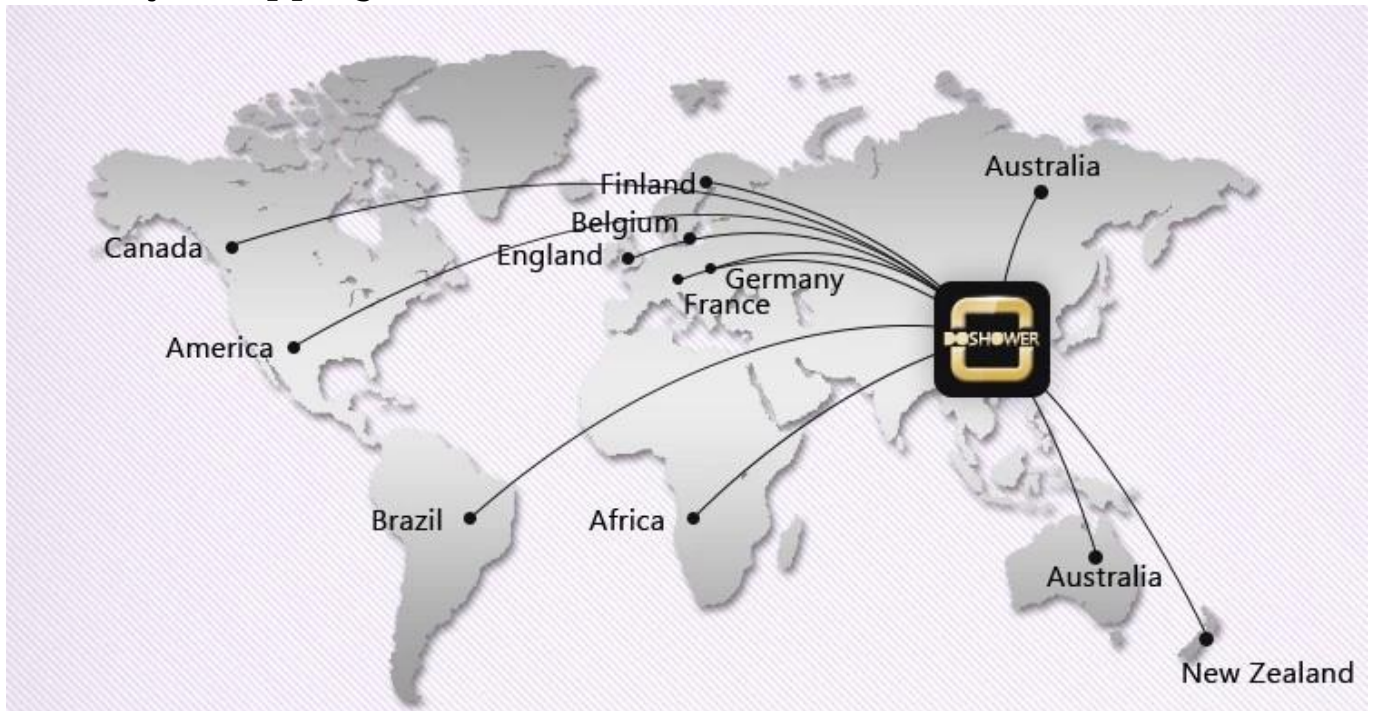 Finland
Australia
Belgium
Canada
England
Germany
France
America
DOSHOWER
Brazil
Africa
Australia
New Zealand